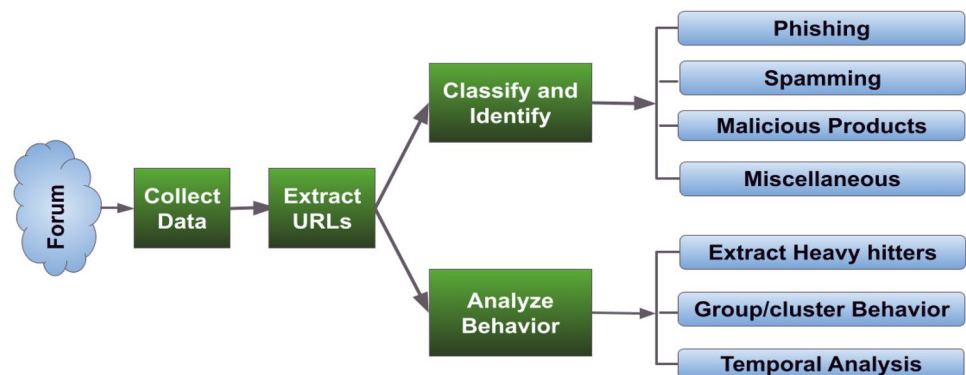 Forum
Collect
Data
Extract
URLs
Classify and
Identify
Analyze
Behavior
Phishing
Spamming
Malicious Products
Miscellaneous
Extract Heavy hitters
Group/cluster Behavior
Temporal Analysis